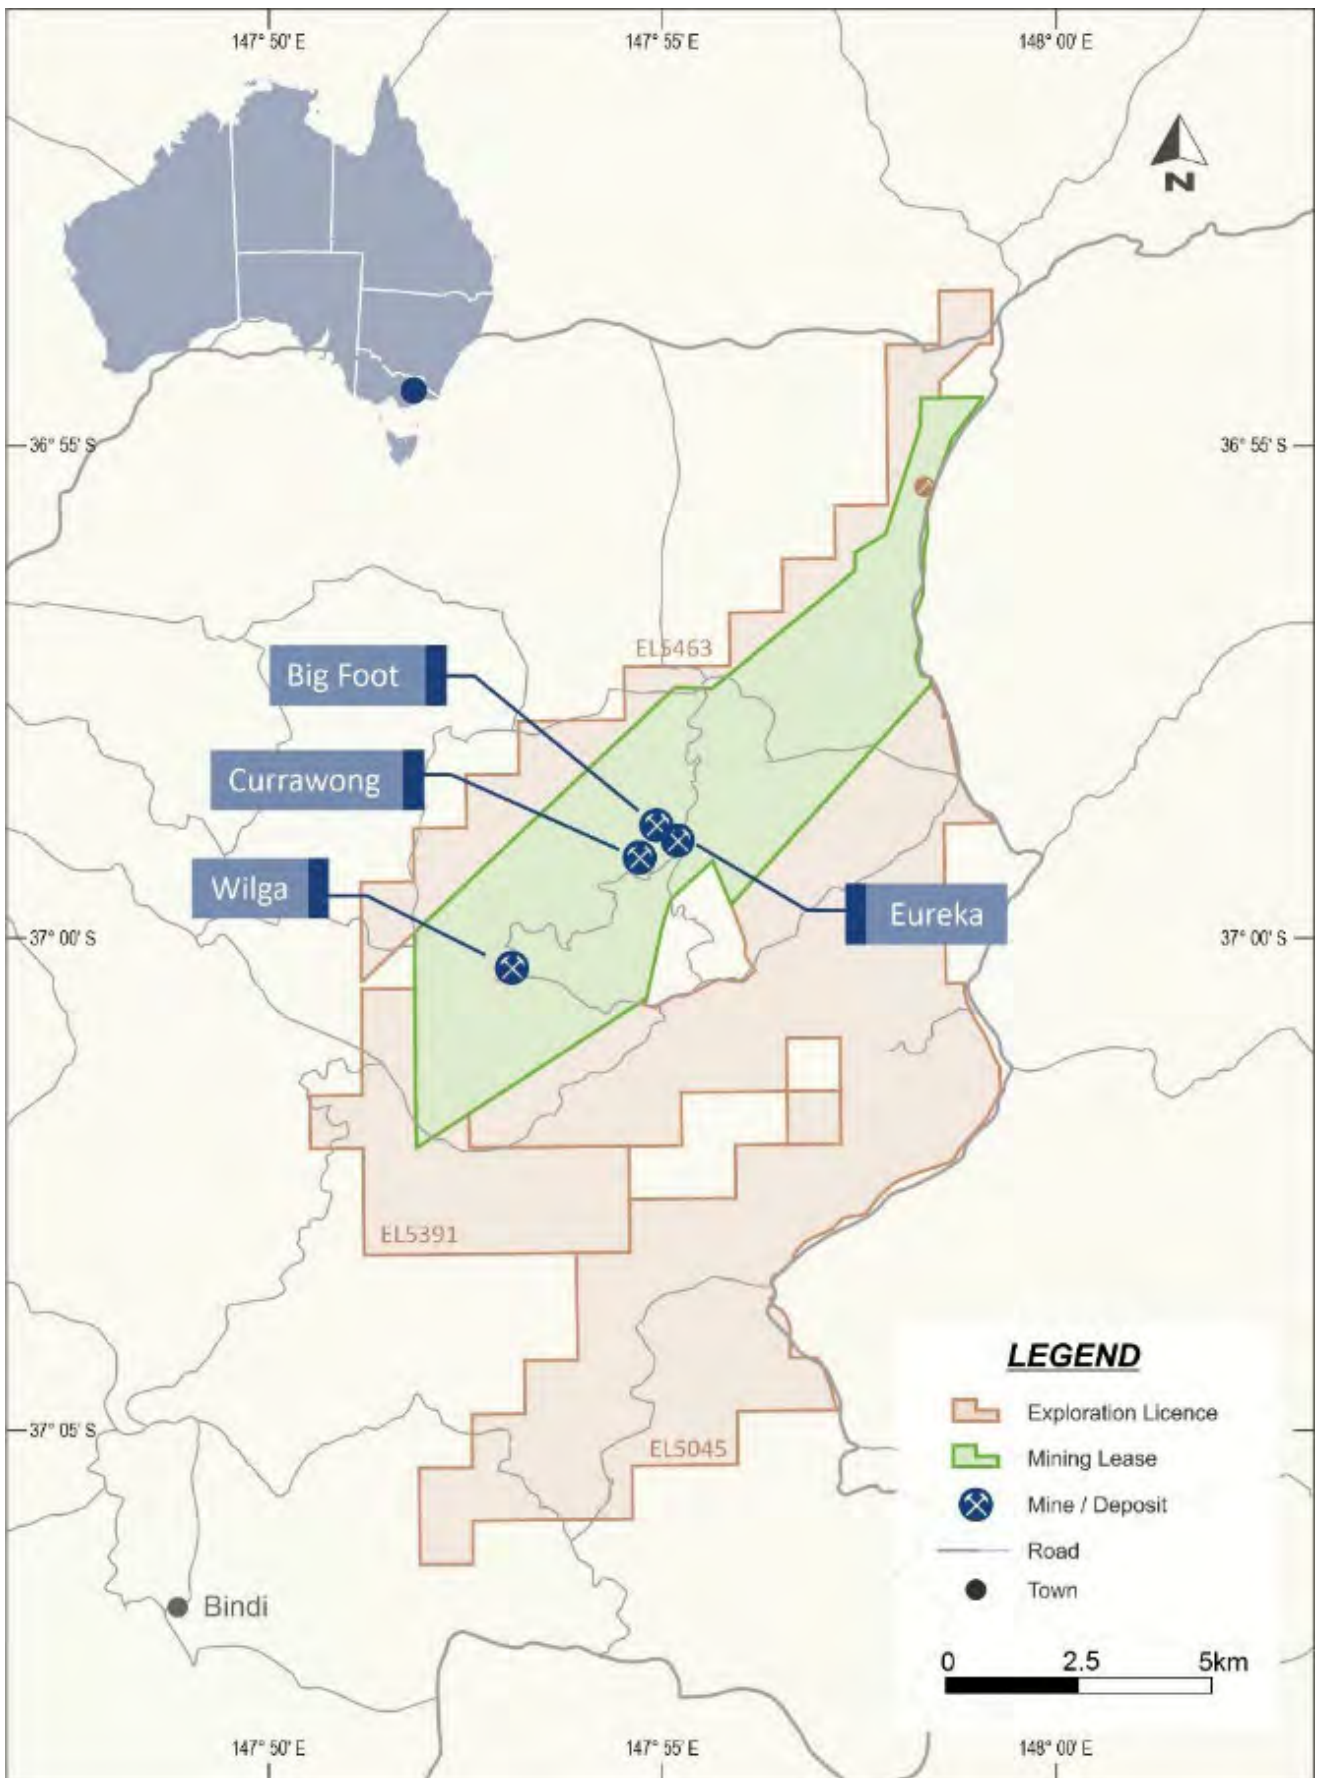 147° 50' E
147° 55' E
148° 00' E
N
36° 55' S
36° 55' S
EL5463
Big Foot
Currawong
Wilga
Eureka
37° 00' S
37° 00' S
EL5391
LEGEND
Exploration Licence
Mining Lease
Mine / Deposit
Road
Town
37° 05' S
EL5045
Bindi
0 2.5 5km
147° 50' E
147° 55' E
148° 00' E